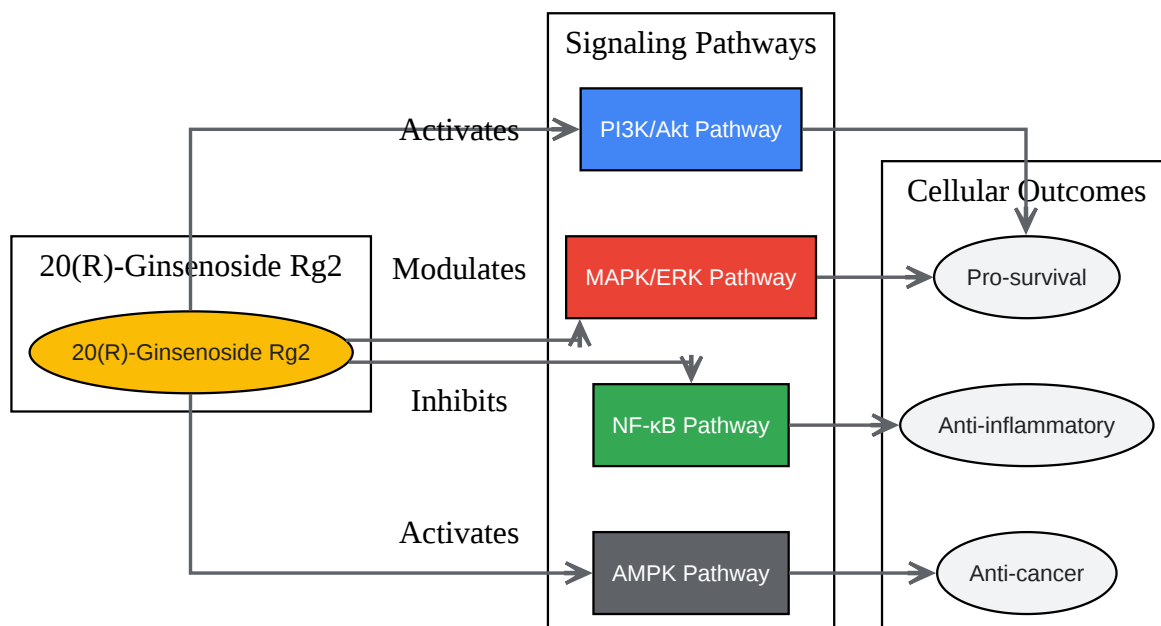 Signaling Pathways
Activates
PI3K/Akt Pathway
Cellular Outcomes
20(R)-Ginsenoside Rg2
Modulates
MAPK/ERK Pathway
Pro-survival
20(R)-Ginsenoside Rg2
Inhibits
NF-κB Pathway
Anti-inflammatory
Activates
AMPK Pathway
Anti-cancer